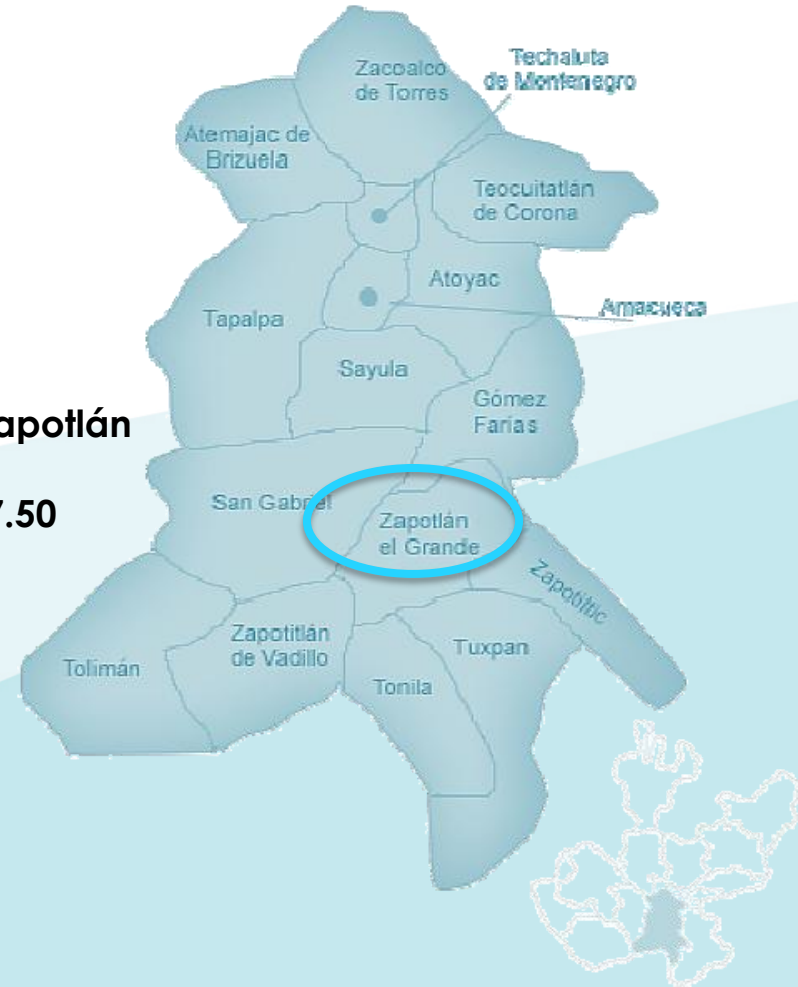 Zacoalco
de Torres
Techaluta
de Montenegro
Atemajac de
Brizuela
Teocuitatlán
de Corona
Atoyac
Amacueca
Tapalpa
Sayula
Gómez
Farías
apotlán
7.50
San Gabriel
Zapotlán
el Grande
Zapotiltic
Zapotitlán
de Vadillo
Tuxpan
Tolimán
Tonila